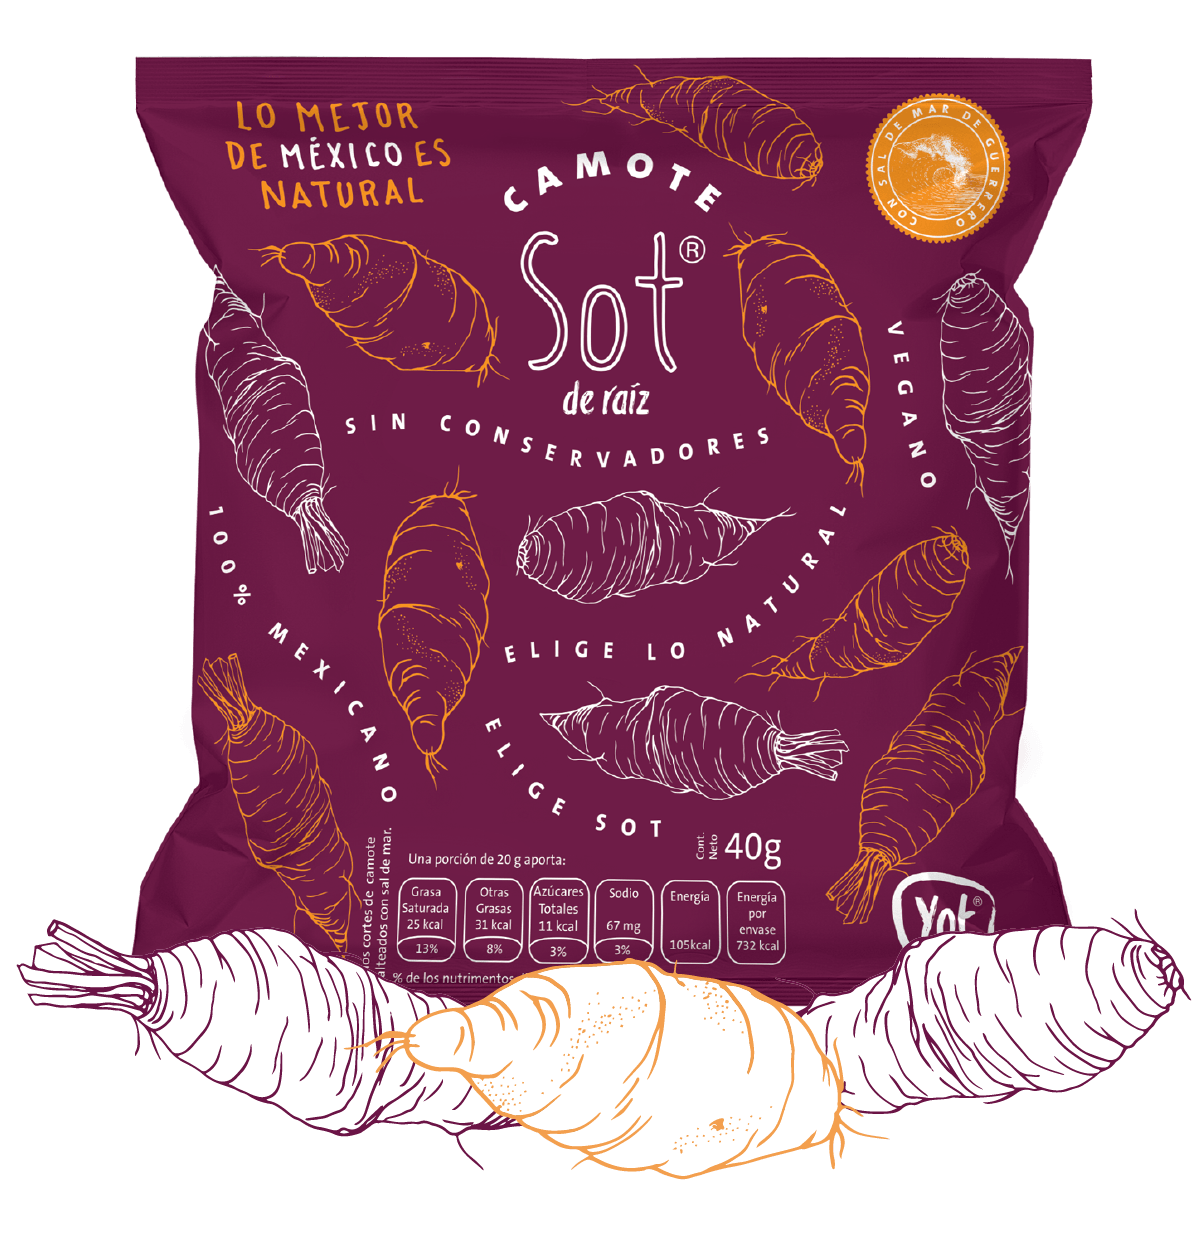 LO MEJOR
DE MÉXICO ES
NATURAL
CAMOTE
Sot®
de raíz
CON SAL DE MAR DE GUERRERO
SIN CONSERVADORES
VEGANO
100% MEXICANO
ELIGE LO NATURAL
ELIGE SOT
Cont.
Neto
40g
cortes de camote
con sal de mar.
Una porción de 20 g aporta:
Grasa
Saturada
25 kcal
13%
Otras
Grasas
31 kcal
8%
Azúcares
Totales
11 kcal
3%
Sodio
67 mg
3%
Energía
105kcal
Energía
por
envase
732 kcal
% de los nutrimentos
®